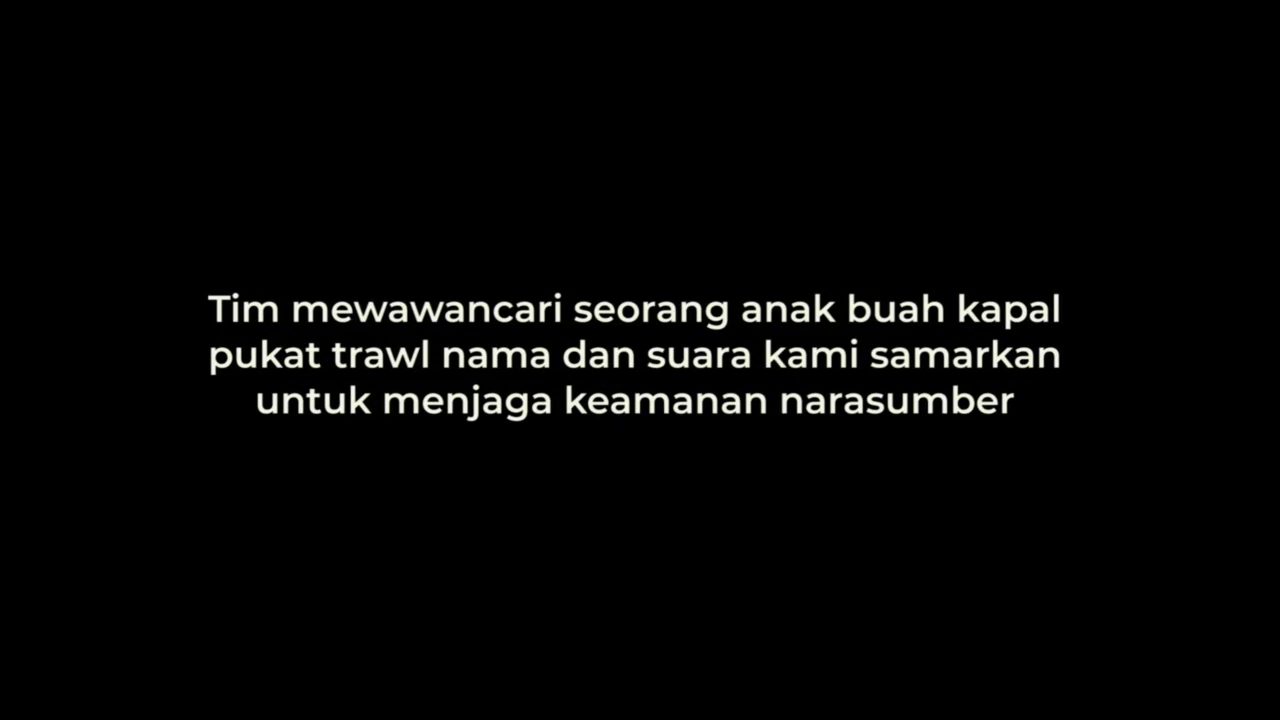 Tim mewawancari seorang anak buah kapal
pukat trawl nama dan suara kami samarkan
untuk menjaga keamanan narasumber